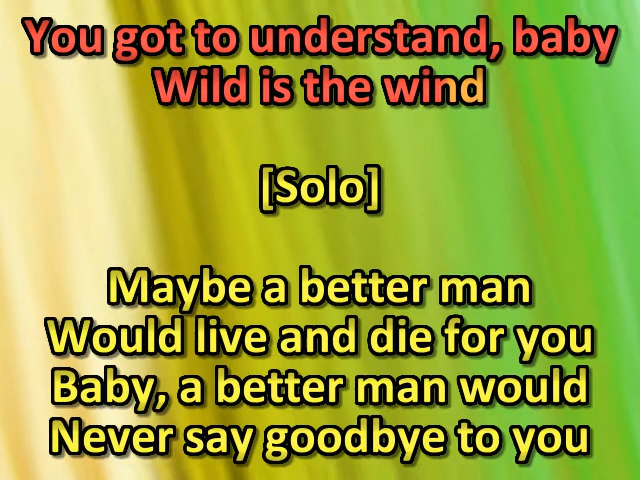 You got to understand, baby
Wild is the wind
[Solo]
Maybe a better man
Would live and die for you
Baby, a better man would
Never say goodbye to you